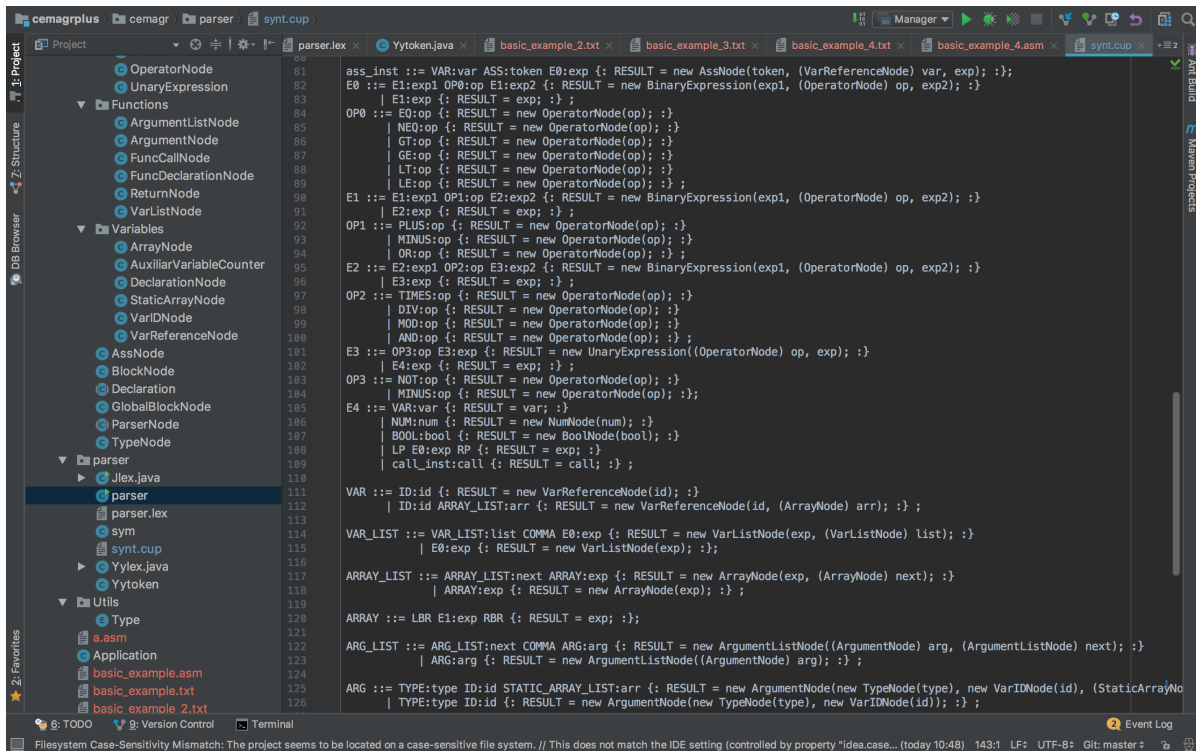 cemagrplus cemagr parser synt.cup Manager
1: Project
Z: Structure
DB Browser
2: Favorites
Project
OperatorNode
UnaryExpression
Functions
ArgumentListNode
ArgumentNode
FuncCallNode
FuncDeclarationNode
ReturnNode
VarListNode
Variables
ArrayNode
AuxiliarVariableCounter
DeclarationNode
StaticArrayNode
VarIDNode
VarReferenceNode
AssNode
BlockNode
Declaration
GlobalBlockNode
ParserNode
TypeNode
parser
Jlex.java
parser
parser.lex
sym
synt.cup
Yylex.java
Yytoken
Utils
Type
a.asm
Application
basic_example.asm
basic_example.txt
basic_example_2.txt
parser.lex Yytoken.java basic_example_2.txt basic_example_3.txt basic_example_4.txt basic_example_4.asm synt.cup 2
80
81 ass_inst ::= VAR:var ASS:token E0:exp {: RESULT = new AssNode(token, (VarReferenceNode) var, exp); :};
82 E0 ::= E1:exp1 OP0:op E1:exp2 {: RESULT = new BinaryExpression(exp1, (OperatorNode) op, exp2); :}
83 | E1:exp {: RESULT = exp; :} ;
84 OP0 ::= EQ:op {: RESULT = new OperatorNode(op); :}
85 | NEQ:op {: RESULT = new OperatorNode(op); :}
86 | GT:op {: RESULT = new OperatorNode(op); :}
87 | GE:op {: RESULT = new OperatorNode(op); :}
88 | LT:op {: RESULT = new OperatorNode(op); :}
89 | LE:op {: RESULT = new OperatorNode(op); :} ;
90 E1 ::= E1:exp1 OP1:op E2:exp2 {: RESULT = new BinaryExpression(exp1, (OperatorNode) op, exp2); :}
91 | E2:exp {: RESULT = exp; :} ;
92 OP1 ::= PLUS:op {: RESULT = new OperatorNode(op); :}
93 | MINUS:op {: RESULT = new OperatorNode(op); :}
94 | OR:op {: RESULT = new OperatorNode(op); :} ;
95 E2 ::= E2:exp1 OP2:op E3:exp2 {: RESULT = new BinaryExpression(exp1, (OperatorNode) op, exp2); :}
96 | E3:exp {: RESULT = exp; :} ;
97 OP2 ::= TIMES:op {: RESULT = new OperatorNode(op); :}
98 | DIV:op {: RESULT = new OperatorNode(op); :}
99 | MOD:op {: RESULT = new OperatorNode(op); :}
100 | AND:op {: RESULT = new OperatorNode(op); :} ;
101 E3 ::= OP3:op E3:exp {: RESULT = new UnaryExpression((OperatorNode) op, exp); :}
102 | E4:exp {: RESULT = exp; :} ;
103 OP3 ::= NOT:op {: RESULT = new OperatorNode(op); :}
104 | MINUS:op {: RESULT = new OperatorNode(op); :};
105 E4 ::= VAR:var {: RESULT = var; :}
106 | NUM:num {: RESULT = new NumNode(num); :}
107 | BOOL:bool {: RESULT = new BoolNode(bool); :}
108 | LP E0:exp RP {: RESULT = exp; :}
109 | call_inst:call {: RESULT = call; :} ;
110
111 VAR ::= ID:id {: RESULT = new VarReferenceNode(id); :}
112 | ID:id ARRAY_LIST:arr {: RESULT = new VarReferenceNode(id, (ArrayNode) arr); :} ;
113
114 VAR_LIST ::= VAR_LIST:list COMMA E0:exp {: RESULT = new VarListNode(exp, (VarListNode) list); :}
115 | E0:exp {: RESULT = new VarListNode(exp); :};
116
117 ARRAY_LIST ::= ARRAY_LIST:next ARRAY:exp {: RESULT = new ArrayNode(exp, (ArrayNode) next); :}
118 | ARRAY:exp {: RESULT = new ArrayNode(exp); :} ;
119
120 ARRAY ::= LBR E1:exp RBR {: RESULT = exp; :};
121
122 ARG_LIST ::= ARG_LIST:next COMMA ARG:arg {: RESULT = new ArgumentListNode((ArgumentNode) arg, (ArgumentListNode) next); :}
123 | ARG:arg {: RESULT = new ArgumentListNode((ArgumentNode) arg); :} ;
124
125 ARG ::= TYPE:type ID:id STATIC_ARRAY_LIST:arr {: RESULT = new ArgumentNode(new TypeNode(type), new VarIDNode(id), (StaticArrayNo
126 | TYPE:type ID:id {: RESULT = new ArgumentNode(new TypeNode(type), new VarIDNode(id)); :} ;
Ant Build
Maven Projects
6: TODO 9: Version Control Terminal 2 Event Log
Filesystem Case-Sensitivity Mismatch: The project seems to be located on a case-sensitive file system. // This does not match the IDE setting (controlled by property "idea.case... (today 10:48) 143:1 LF UTF-8 Git: master